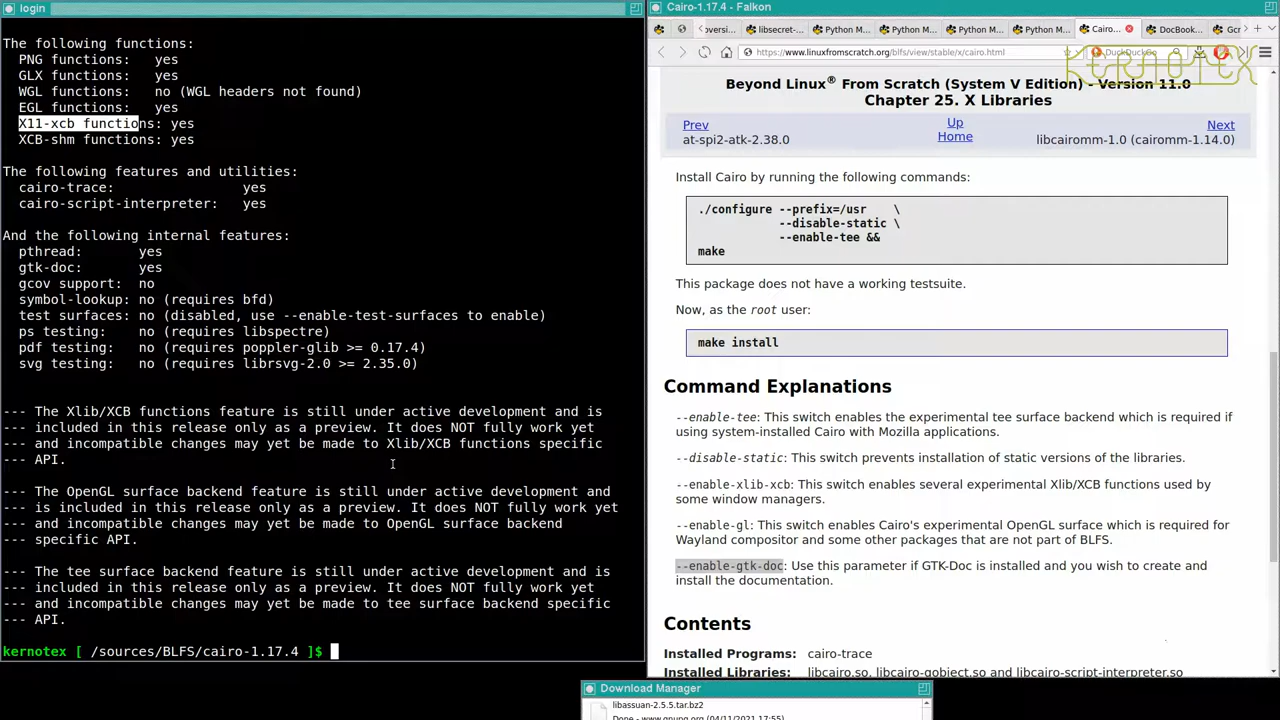 login
The following functions:
PNG functions: yes
GLX functions: yes
WGL functions: no (WGL headers not found)
EGL functions: yes
X11-xcb functions: yes
XCB-shm functions: yes
The following features and utilities:
cairo-trace: yes
cairo-script-interpreter: yes
And the following internal features:
pthread: yes
gtk-doc: yes
gcov support: no
symbol-lookup: no (requires bfd)
test surfaces: no (disabled, use --enable-test-surfaces to enable)
ps testing: no (requires libspectre)
pdf testing: no (requires poppler-glib >= 0.17.4)
svg testing: no (requires librsvg-2.0 >= 2.35.0)
--- The Xlib/XCB functions feature is still under active development and is
--- included in this release only as a preview. It does NOT fully work yet
--- and incompatible changes may yet be made to Xlib/XCB functions specific
--- API.
--- The OpenGL surface backend feature is still under active development and
--- is included in this release only as a preview. It does NOT fully work yet
--- and incompatible changes may yet be made to OpenGL surface backend
--- specific API.
--- The tee surface backend feature is still under active development and is
--- included in this release only as a preview. It does NOT fully work yet
--- and incompatible changes may yet be made to tee surface backend specific
--- API.
kernotex [ /sources/BLFS/cairo-1.17.4 ]$
Cairo-1.17.4 - Falkon
libsecret-... Python M... Python M... Python M... Python M... Cairo... DocBook...
https://www.linuxfromscratch.org/blfs/view/stable/x/cairo.html DuckDuckGo
KERNOTEX
Beyond Linux® From Scratch (System V Edition) - Version 11.0
Chapter 25. X Libraries
Prev Up Next
at-spi2-atk-2.38.0 Home libcairomm-1.0 (cairomm-1.14.0)
Install Cairo by running the following commands:
./configure --prefix=/usr \
--disable-static \
--enable-tee &&
make
This package does not have a working testsuite.
Now, as the root user:
make install
Command Explanations
--enable-tee: This switch enables the experimental tee surface backend which is required if
using system-installed Cairo with Mozilla applications.
--disable-static: This switch prevents installation of static versions of the libraries.
--enable-xlib-xcb: This switch enables several experimental Xlib/XCB functions used by
some window managers.
--enable-gl: This switch enables Cairo's experimental OpenGL surface which is required for
Wayland compositor and some other packages that are not part of BLFS.
--enable-gtk-doc: Use this parameter if GTK-Doc is installed and you wish to create and
install the documentation.
Contents
Installed Programs: cairo-trace
Installed Libraries: libcairo.so, libcairo-gobject.so and libcairo-script-interpreter.so
Download Manager
libassuan-2.5.5.tar.bz2
Done - www.gnupg.org (04/11/2021 17:55)